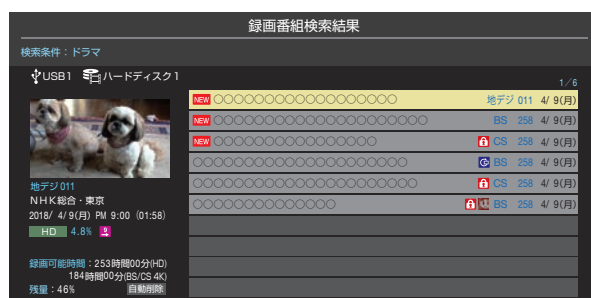 録画番組検索結果
検索条件：ドラマ
USB1 ハードディスク1
1／6
NEW ○○○○○○○○○○○○○○○○○○ 地デジ 011 4/ 9(月)
NEW ○○○○○○○○○○○○○○○○○○○○○ BS 258 4/ 9(月)
NEW ○○○○○○○○○○○○○○○○ CS 258 4/ 9(月)
○○○○○○○○○○○○○○○○○○○○○ BS 258 4/ 9(月)
○○○○○○○○○○○○○○○○○○○○○○ CS 258 4/ 9(月)
○○○○○○○○○○○○○○ BS 258 4/ 9(月)
地デジ 011
NHK総合・東京
2018/ 4/ 9(月) PM 9:00 (01:58)
HD 4.8%
録画可能時間：253時間00分(HD)
184時間00分(BS/CS 4K)
残量：46% 自動削除